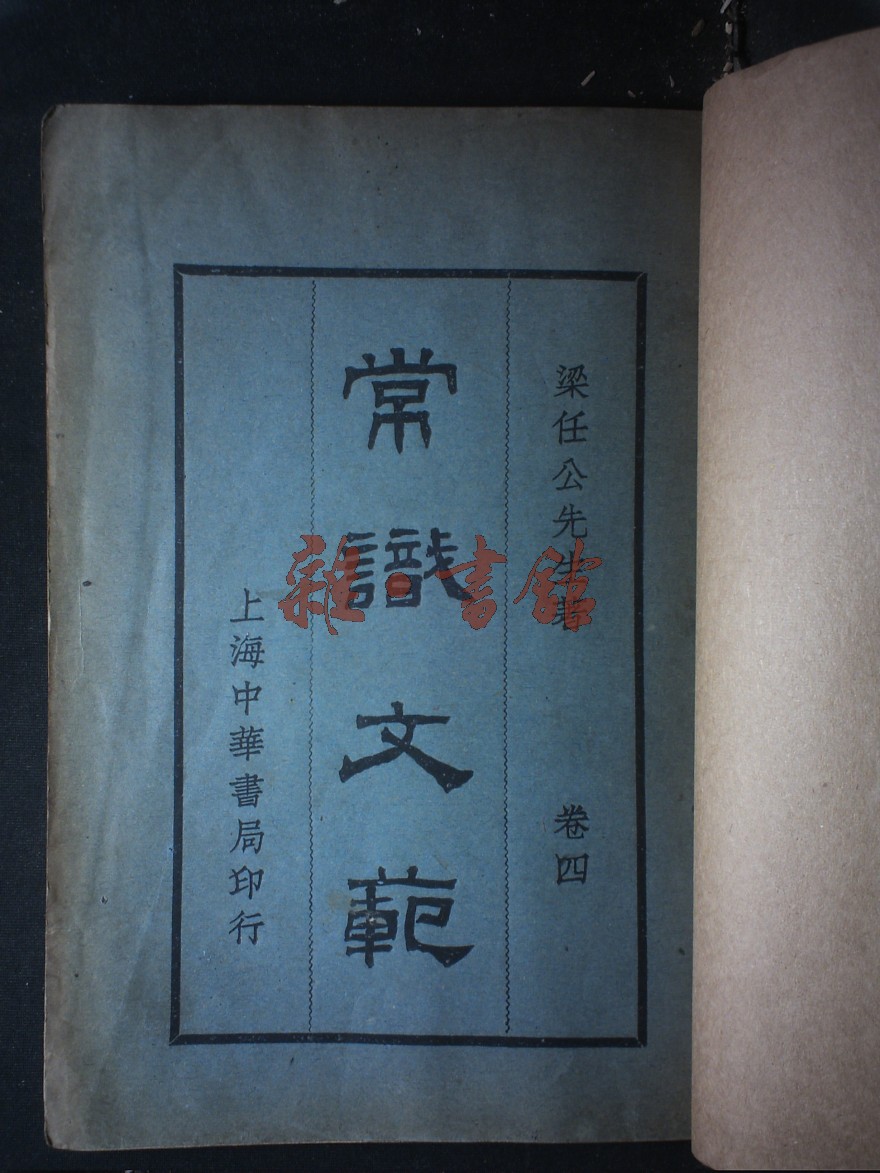 梁任公先生著 卷四
常識文範
上海中華書局印行
雜·書館